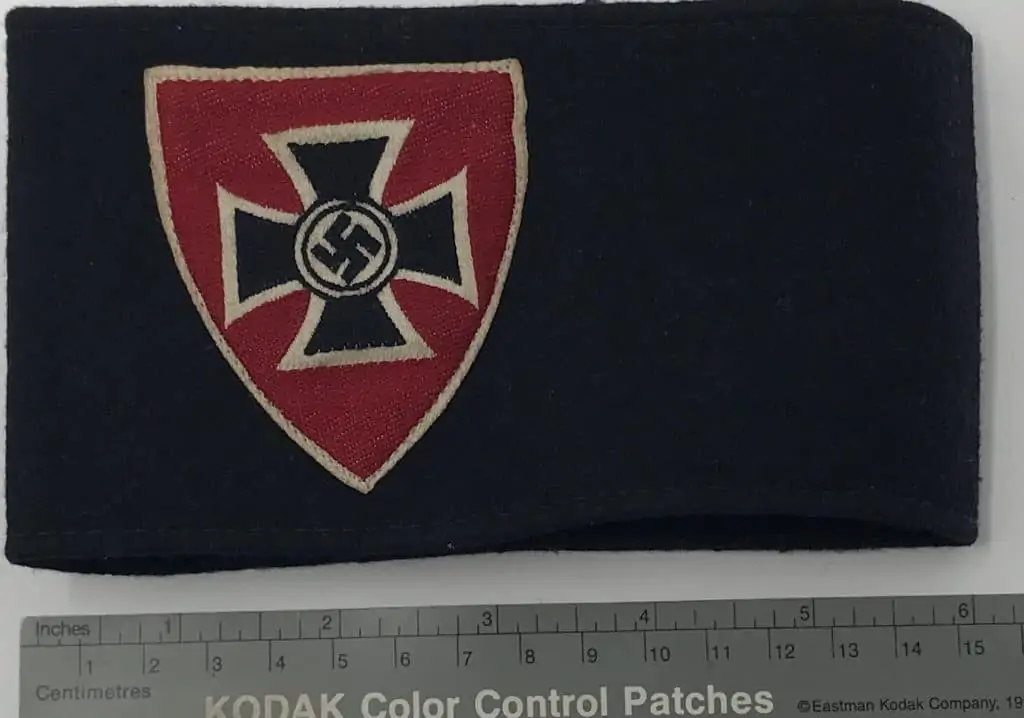 Inches 1 2 3 4 5 6
1 2 3 4 5 6 7 8 9 10 11 12 13 14 15
Centimetres
KODAK Color Control Patches ©Eastman Kodak Company, 19